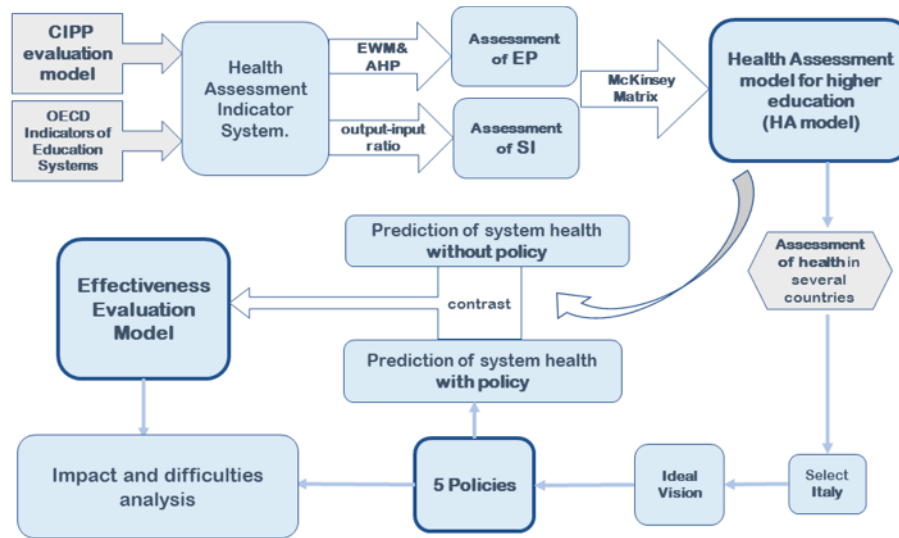 CIPP
evaluation
model
OECD
Indicators of
Education
Systems
Health
Assessment
Indicator
System.
EWM&
AHP
output-input
ratio
Assessment
of EP
Assessment
of SI
McKinsey
Matrix
Health Assessment
model for higher
education
(HA model)
Assessment
of health in
several
countries
Prediction of system health
without policy
contrast
Prediction of system health
with policy
Effectiveness
Evaluation
Model
Impact and difficulties
analysis
5 Policies
Ideal
Vision
Select
Italy